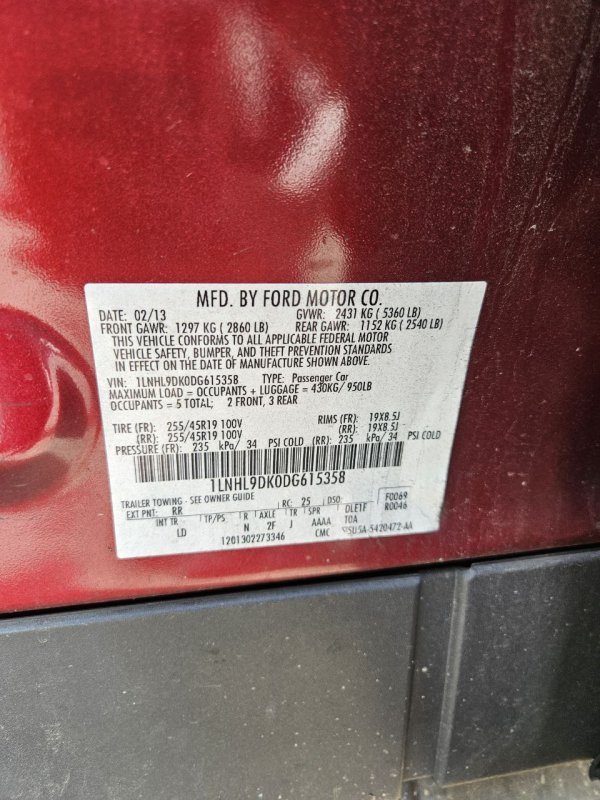 MFD. BY FORD MOTOR CO.
DATE: 02/13 GVWR: 2431 KG ( 5360 LB)
FRONT GAWR: 1297 KG ( 2860 LB) REAR GAWR: 1152 KG ( 2540 LB)
THIS VEHICLE CONFORMS TO ALL APPLICABLE FEDERAL MOTOR
VEHICLE SAFETY, BUMPER, AND THEFT PREVENTION STANDARDS
IN EFFECT ON THE DATE OF MANUFACTURE SHOWN ABOVE.
VIN: 1LNHL9DK0DG615358 TYPE: Passenger Car
MAXIMUM LOAD = OCCUPANTS + LUGGAGE = 430KG/ 950LB
OCCUPANTS = 5 TOTAL; 2 FRONT, 3 REAR
TIRE (FR): 255/45R19 100V RIMS (FR): 19X8.5J
(RR): 255/45R19 100V (RR): 19X8.5J
PRESSURE (FR): 235 kPa/ 34 PSI COLD (RR): 235 kPa/ 34 PSI COLD
1LNHL9DK0DG615358
TRAILER TOWING - SEE OWNER GUIDE
EXT PNT: RR RC: 25 DSO: F0069
R0046
INT TR TP/PS R AXLE TR SPR DLETF
LD N 2F J AAAA TOA
1201302273346 CMC 5U5A-5420472-AA